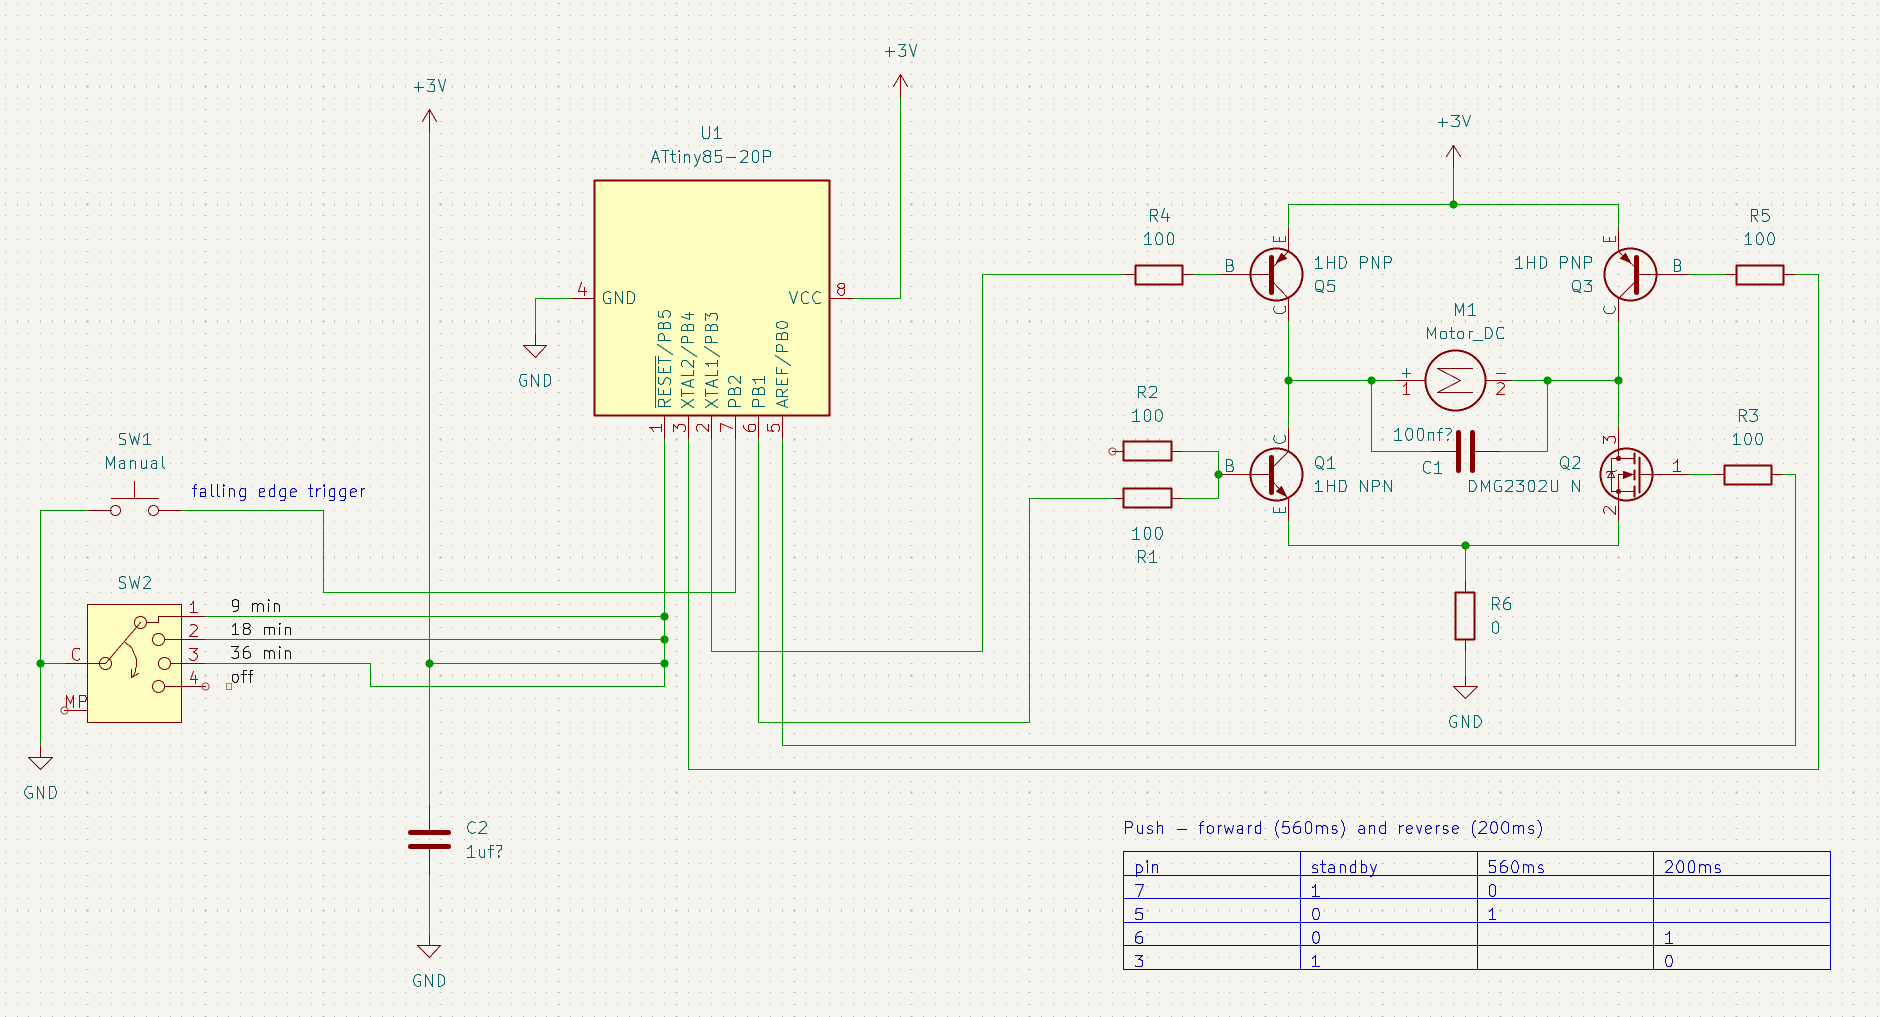 +3V
+3V
+3V
U1
ATtiny85-20P
4
GND
VCC
8
RESET/PB5
XTAL2/PB4
XTAL1/PB3
PB2
PB1
AREF/PB0
1
3
2
7
6
5
GND
SW1
Manual
falling edge trigger
SW2
1
9 min
2
18 min
C
3
36 min
4
off
MP
GND
C2
1uf?
GND
R4
100
B
E
C
1HD PNP
Q5
R5
100
B
E
C
1HD PNP
Q3
M1
Motor_DC
+
1
-
2
R2
100
100
R1
B
C
E
Q1
1HD NPN
100nf?
C1
Q2
DMG2302U N
3
1
2
R3
100
R6
0
GND
Push - forward (560ms) and reverse (200ms)
pin standby 560ms 200ms
7 1 0
5 0 1
6 0 1
3 1 0